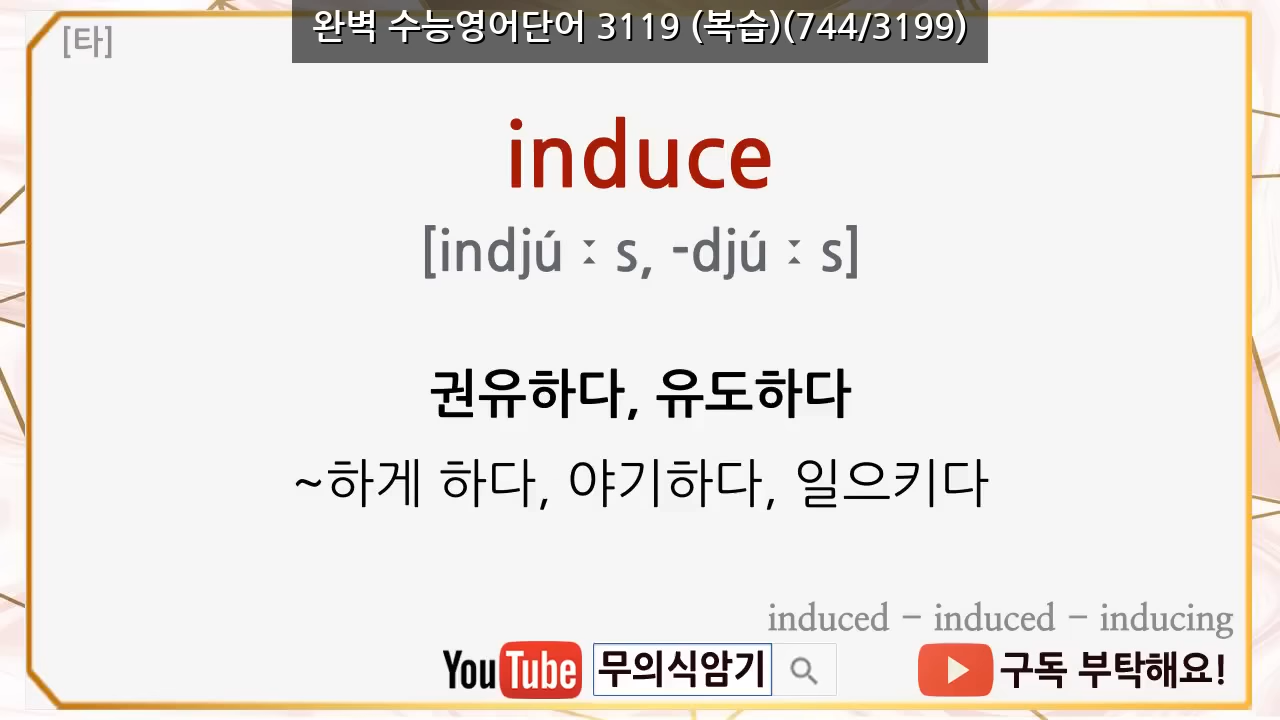 완벽 수능영어단어 3119 (복습)(744/3199)
[타]
induce
[indjúːs, -djúːs]
권유하다, 유도하다
~하게 하다, 야기하다, 일으키다
induced - induced - inducing
YouTube 무의식암기 구독 부탁해요!